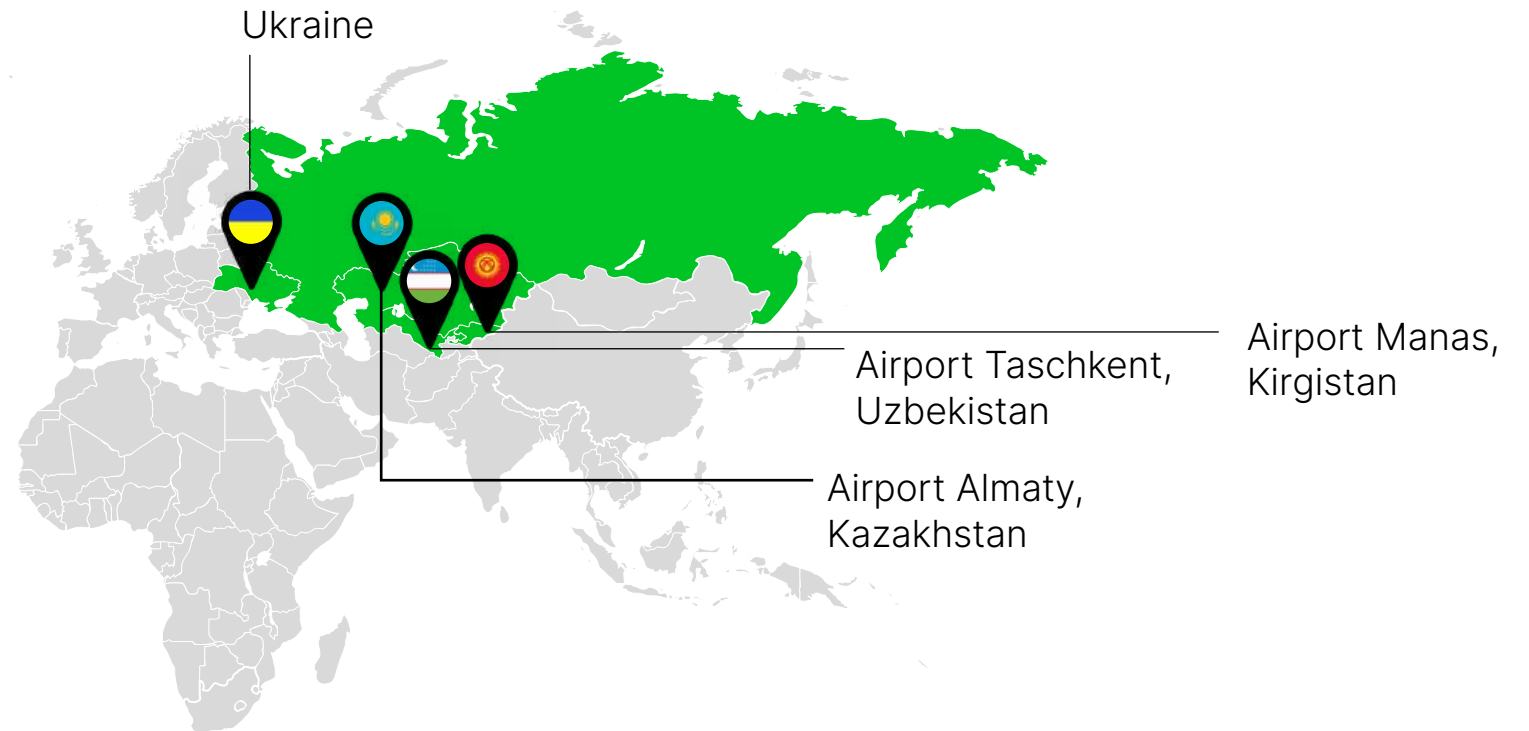 Ukraine
Airport Manas,
Kirgistan
Airport Taschkent,
Uzbekistan
Airport Almaty,
Kazakhstan